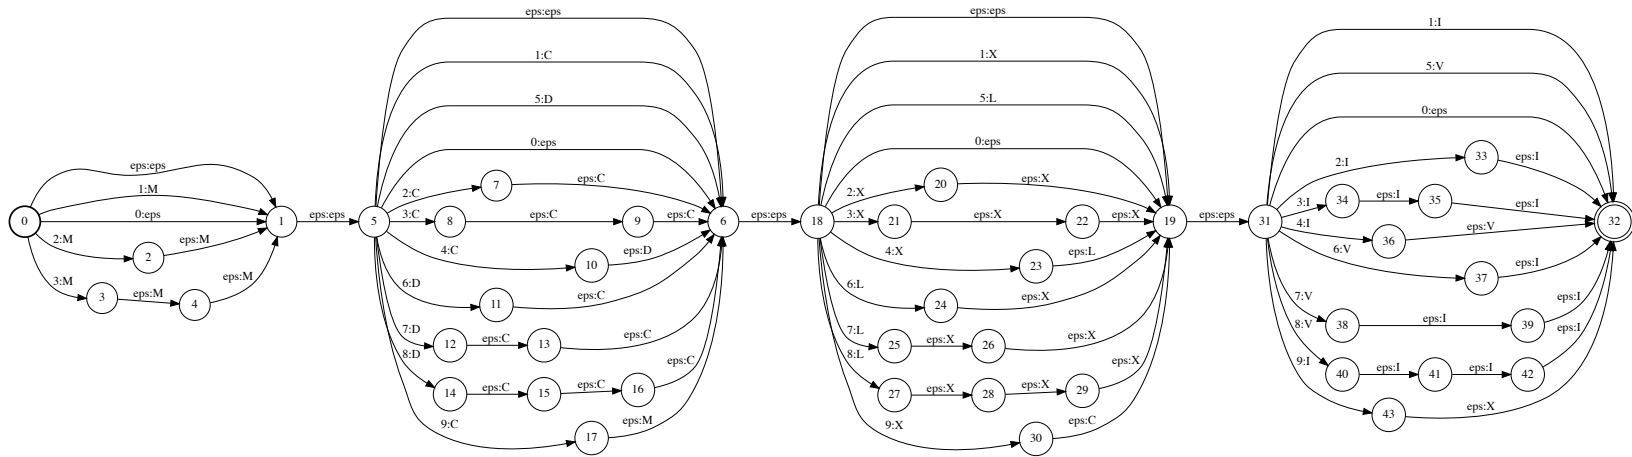 0
eps:eps
1:M
0:eps
2:M
2
eps:M
3:M
3
eps:M
4
eps:M
1
eps:eps
5
eps:eps
1:C
5:D
0:eps
2:C
7
eps:C
3:C
8
eps:C
9
eps:C
4:C
10
eps:D
6:D
11
eps:C
7:D
12
eps:C
13
eps:C
8:D
14
eps:C
15
eps:C
16
eps:C
9:C
17
eps:M
6
eps:eps
18
eps:eps
1:X
5:L
0:eps
2:X
20
eps:X
3:X
21
eps:X
22
eps:X
4:X
23
eps:L
6:L
24
eps:X
7:L
25
eps:X
26
eps:X
8:L
27
eps:X
28
eps:X
29
eps:X
9:X
30
eps:C
19
eps:eps
31
1:I
5:V
0:eps
2:I
33
eps:I
3:I
34
eps:I
35
eps:I
4:I
36
eps:V
6:V
37
eps:I
7:V
38
eps:I
39
eps:I
8:V
40
eps:I
41
eps:I
42
eps:I
9:I
43
eps:X
32